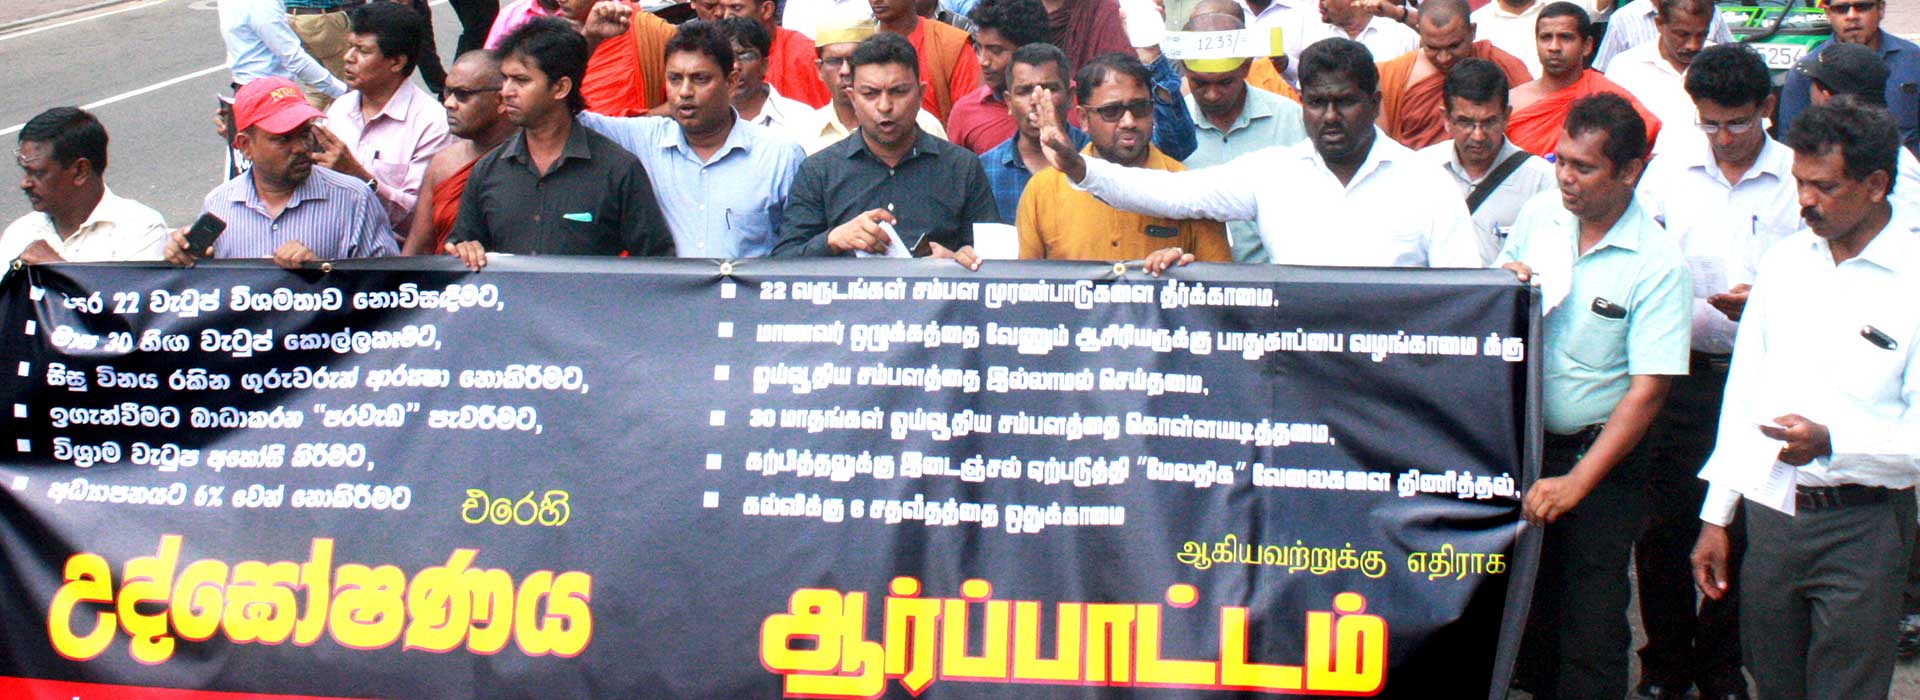 22 වැටුප් විශමතාව නොවිසඳීමට,
මාස 30 හිඟ වැටුප් කොල්ලකෑමට,
සිසු විනය රකින ගුරුවරුන් ආරක්‍ෂා නොකිරීමට,
ඉගැන්වීමට බාධාකරන “පරවැඩ” පැවරීමට,
විශ්‍රාම වැටුප අහෝසි කිරීමට,
අධ්‍යාපනයට 6% වෙන් නොකිරීමට
එරෙහි
උද්ඝෝෂණය
22 வருடங்கள் சம்பள முரண்பாடுகளை தீர்க்காமை.
மாணவர் ஒழுக்கத்தை வேணும் ஆசிரியருக்கு பாதுகாப்பை வழங்காமை க்கு
ஓய்வூதிய சம்பளத்தை இல்லாமல் செய்தமை.
30 மாதங்கள் ஓய்வூதிய சம்பளத்தை கொள்ளயடித்தமை.
கற்பித்தலுக்கு இடைஞ்சல் ஏற்படுத்தி “மேலதிக” வேலைகளை திணித்தல்.
கல்விக்கு 6 சதவீதத்தை ஒதுக்காமை
ஆகியவற்றுக்கு எதிராக
ஆர்ப்பாட்டம்
1233/=